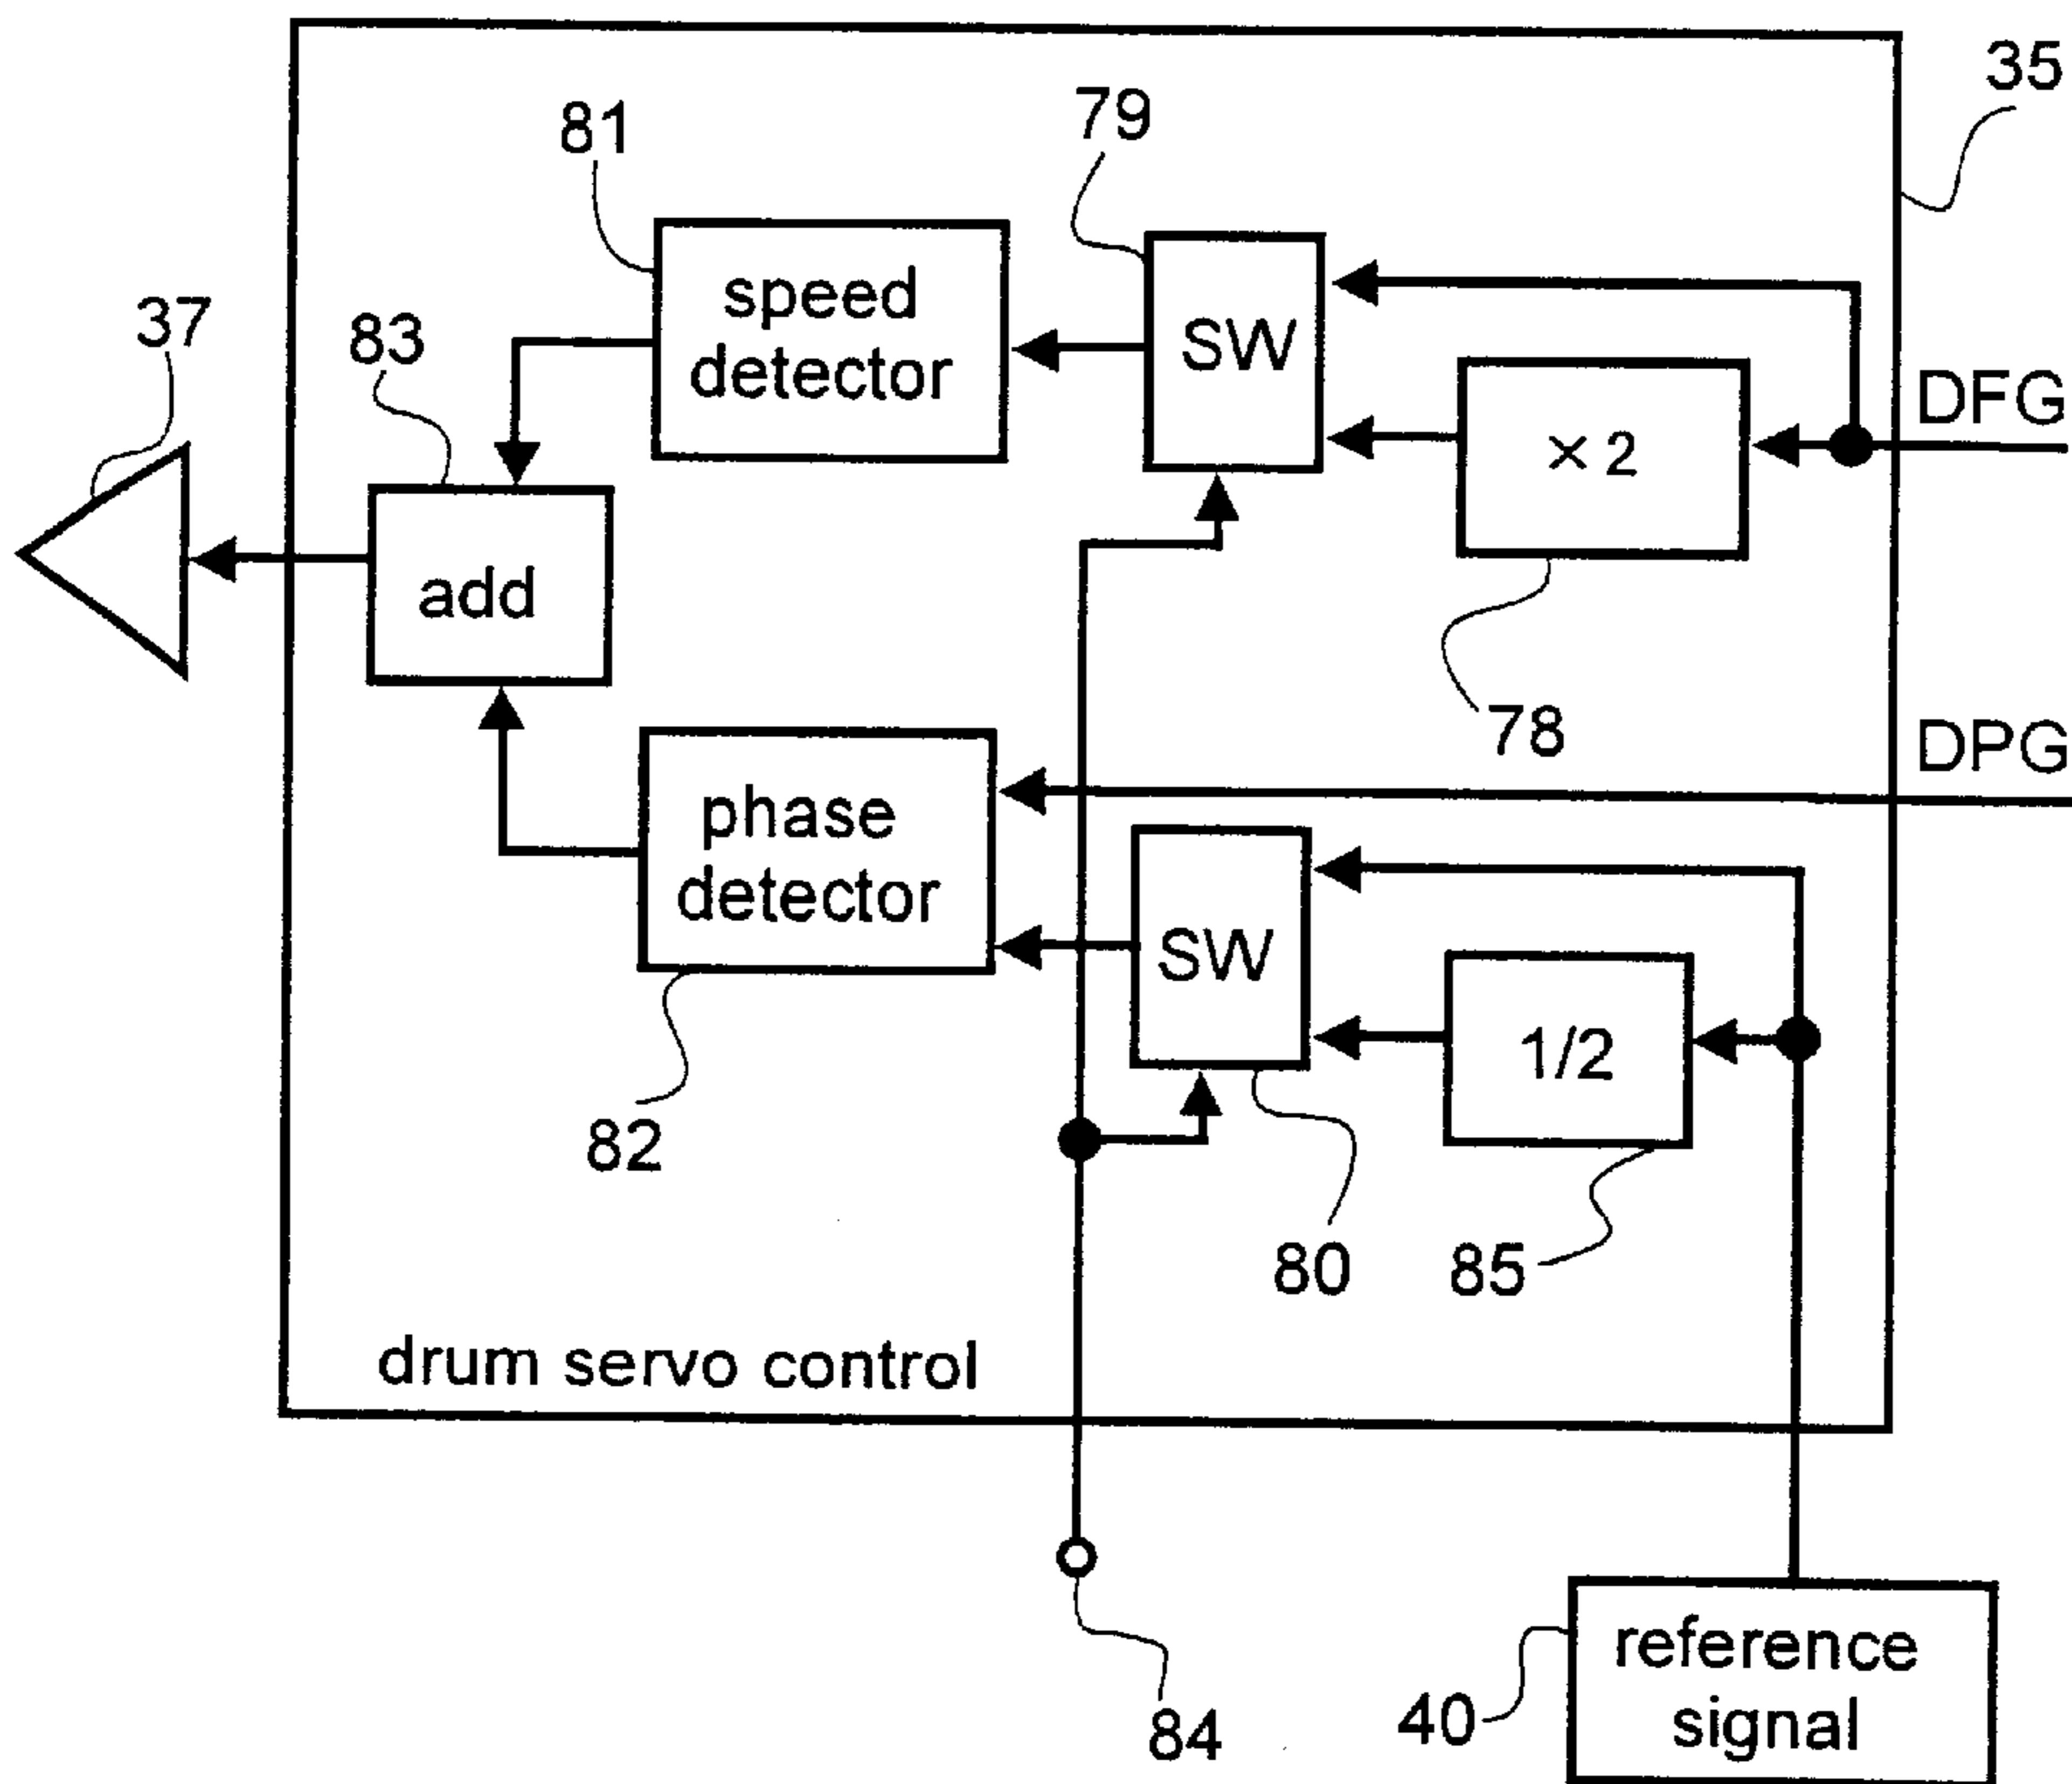 35
79
81
speed
detector
SW
37
83
DFG
× 2
add
78
DPG
phase
detector
SW
1/2
82
80
85
drum servo control
reference
signal
40
84